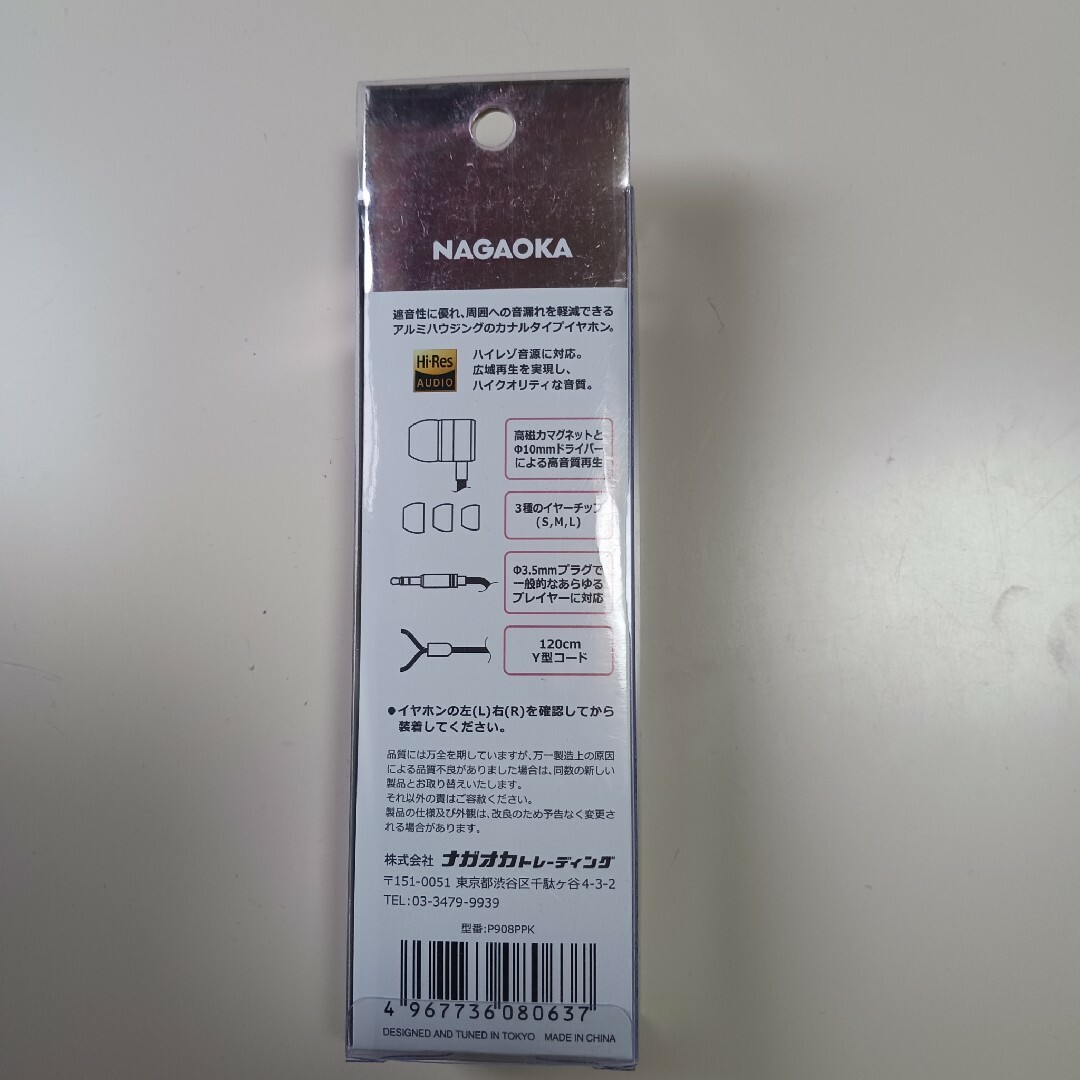 NAGAOKA
遮音性に優れ、周囲への音漏れを軽減できる
アルミハウジングのカナルタイプイヤホン。
Hi-Res
AUDIO
ハイレゾ音源に対応。
広域再生を実現し、
ハイクオリティな音質。
高磁力マグネットと
Φ10mmドライバー
による高音質再生
3種のイヤーチップ
(S,M,L)
Φ3.5mmプラグで
一般的なあらゆる
プレイヤーに対応
120cm
Y型コード
●イヤホンの左(L)右(R)を確認してから
装着してください。
品質には万全を期していますが、万一製造上の原因
による品質不良がありました場合は、同数の新しい
製品とお取り替えいたします。
それ以外の責はご容赦ください。
製品の仕様及び外観は、改良のため予告なく変更さ
れる場合があります。
株式会社 ナガオカトレーディング
〒151-0051 東京都渋谷区千駄ヶ谷4-3-2
TEL:03-3479-9939
型番:P908PPK
4 967736 080637
DESIGNED AND TUNED IN TOKYO MADE IN CHINA